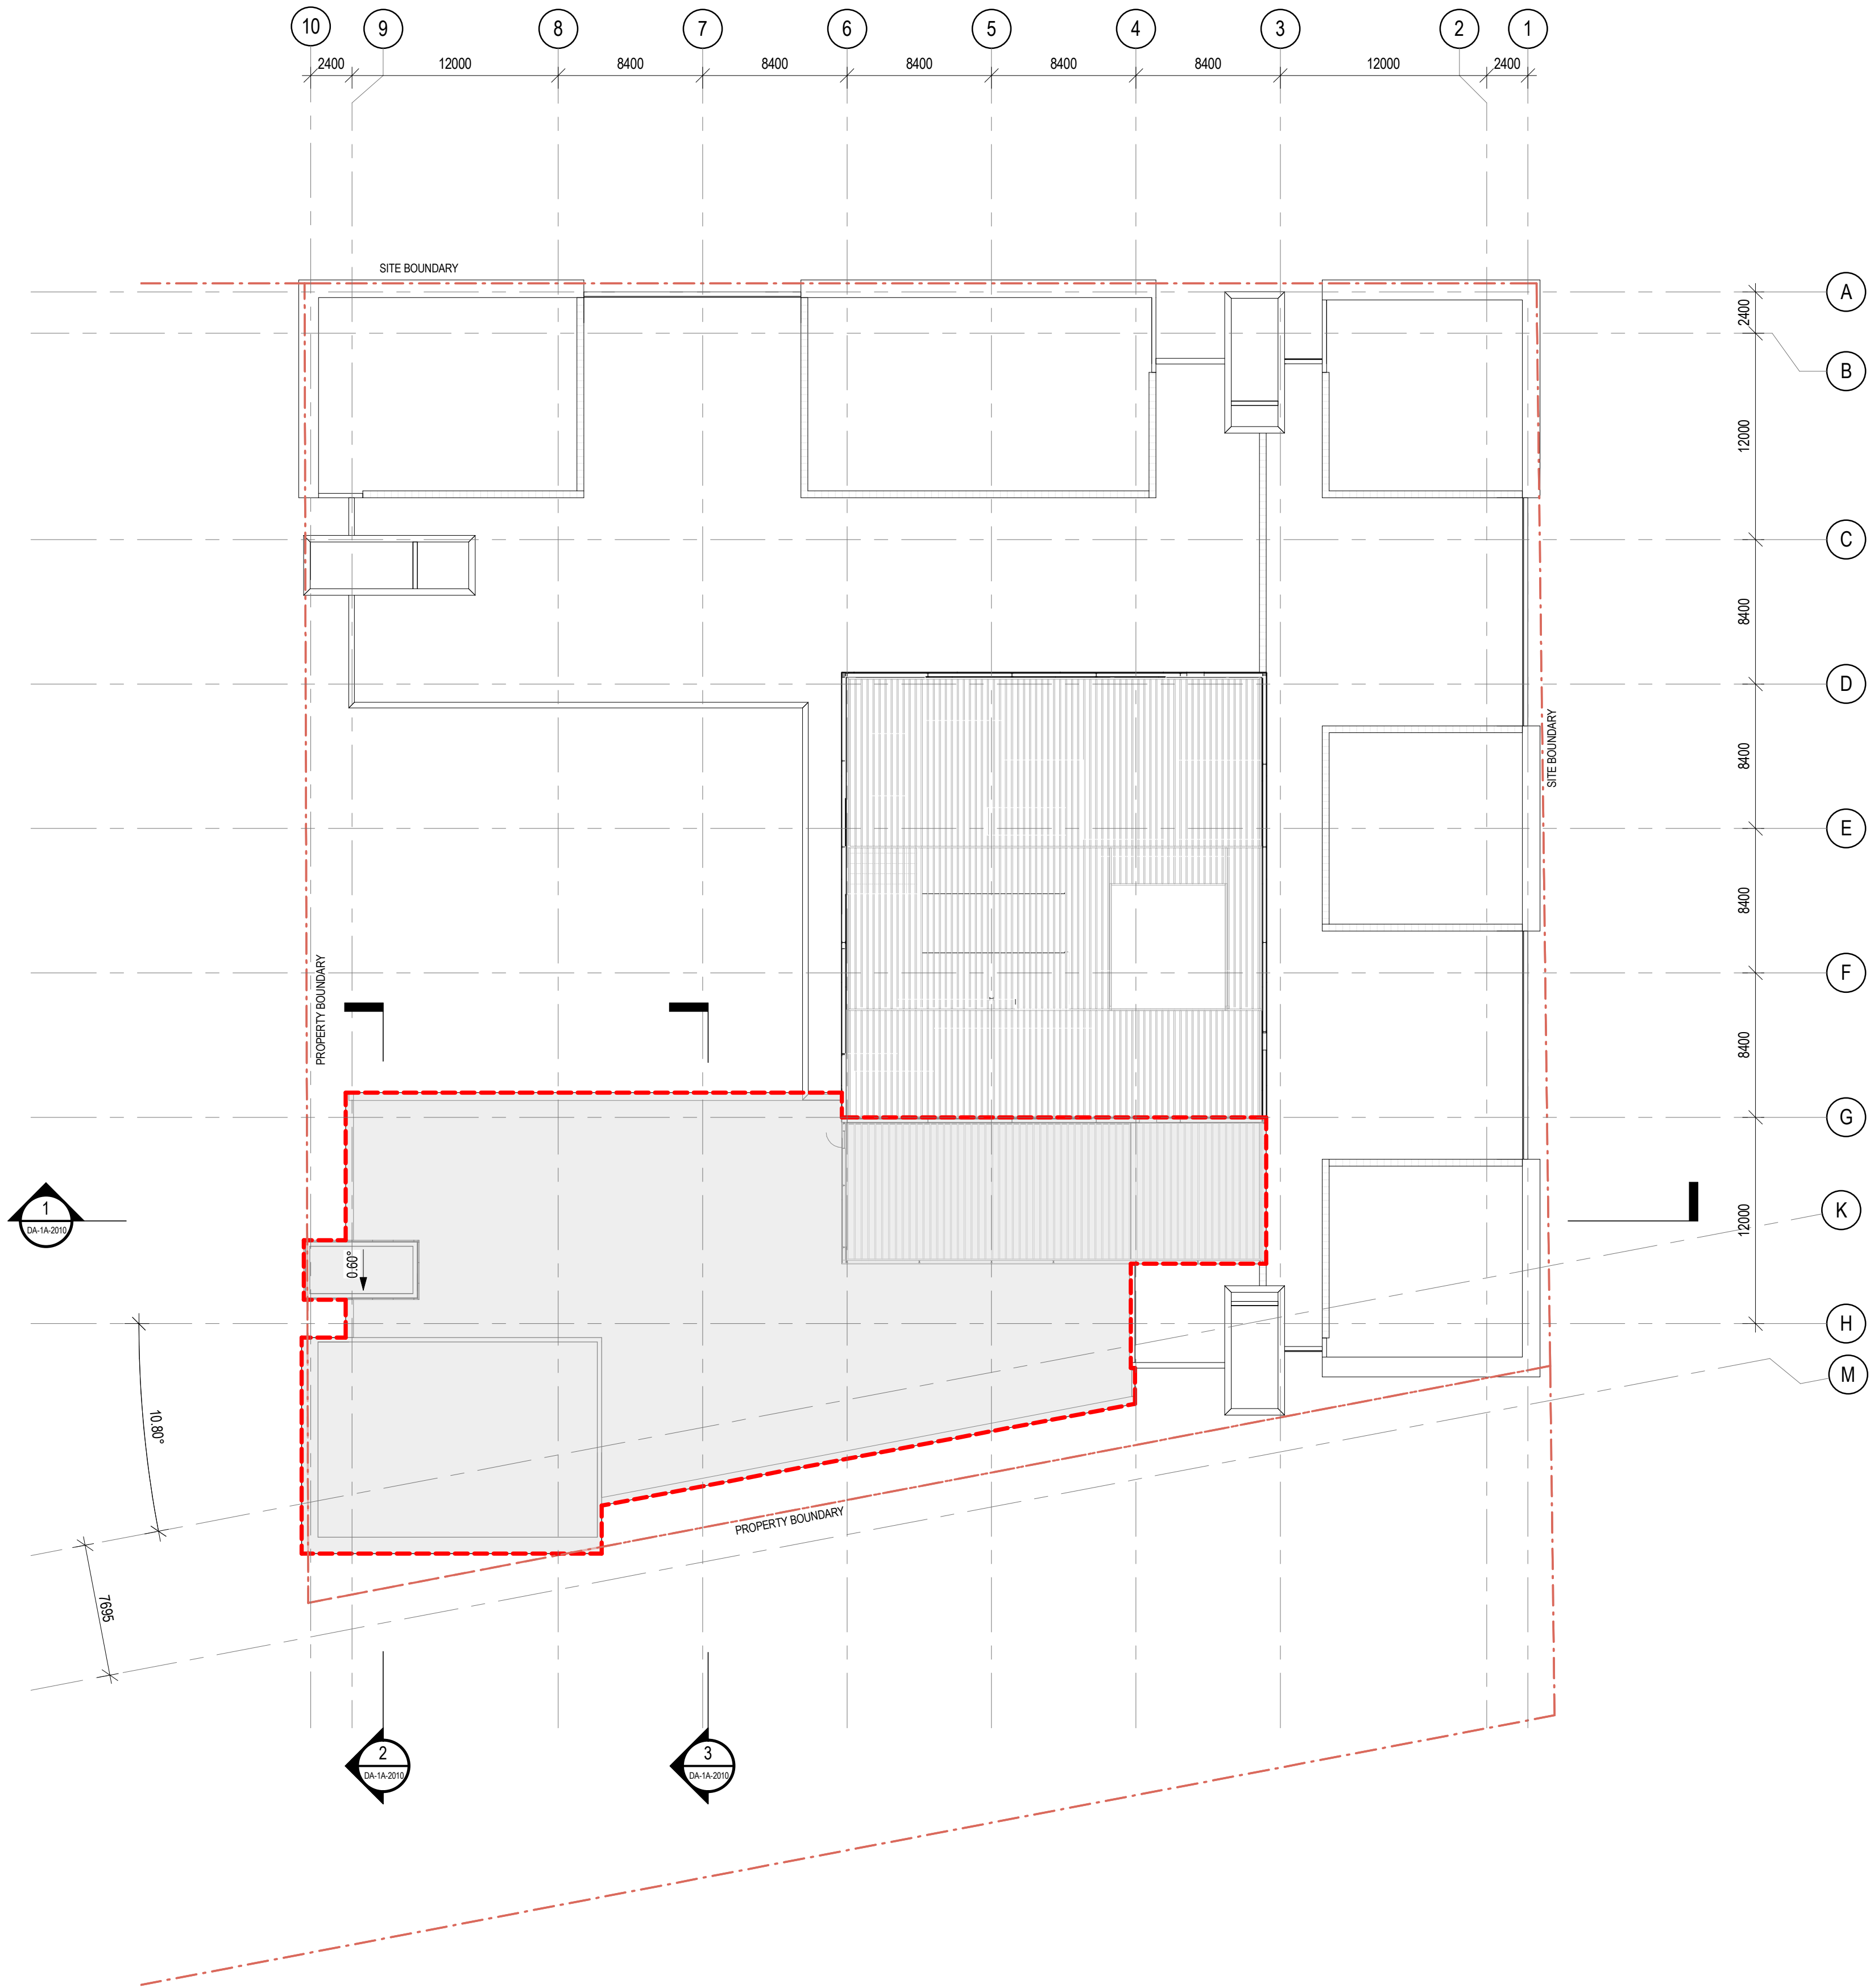 10 9 8 7 6 5 4 3 2 1
2400 12000 8400 8400 8400 8400 8400 12000 2400
SITE BOUNDARY
A
2400
B
12000
C
8400
D
SITE BOUNDARY
8400
E
8400
PROPERTY BOUNDARY
F
8400
G
1
DA-1A-2010
K
12000
0.60°
H
M
10.80°
PROPERTY BOUNDARY
7695
2
DA-1A-2010
3
DA-1A-2010